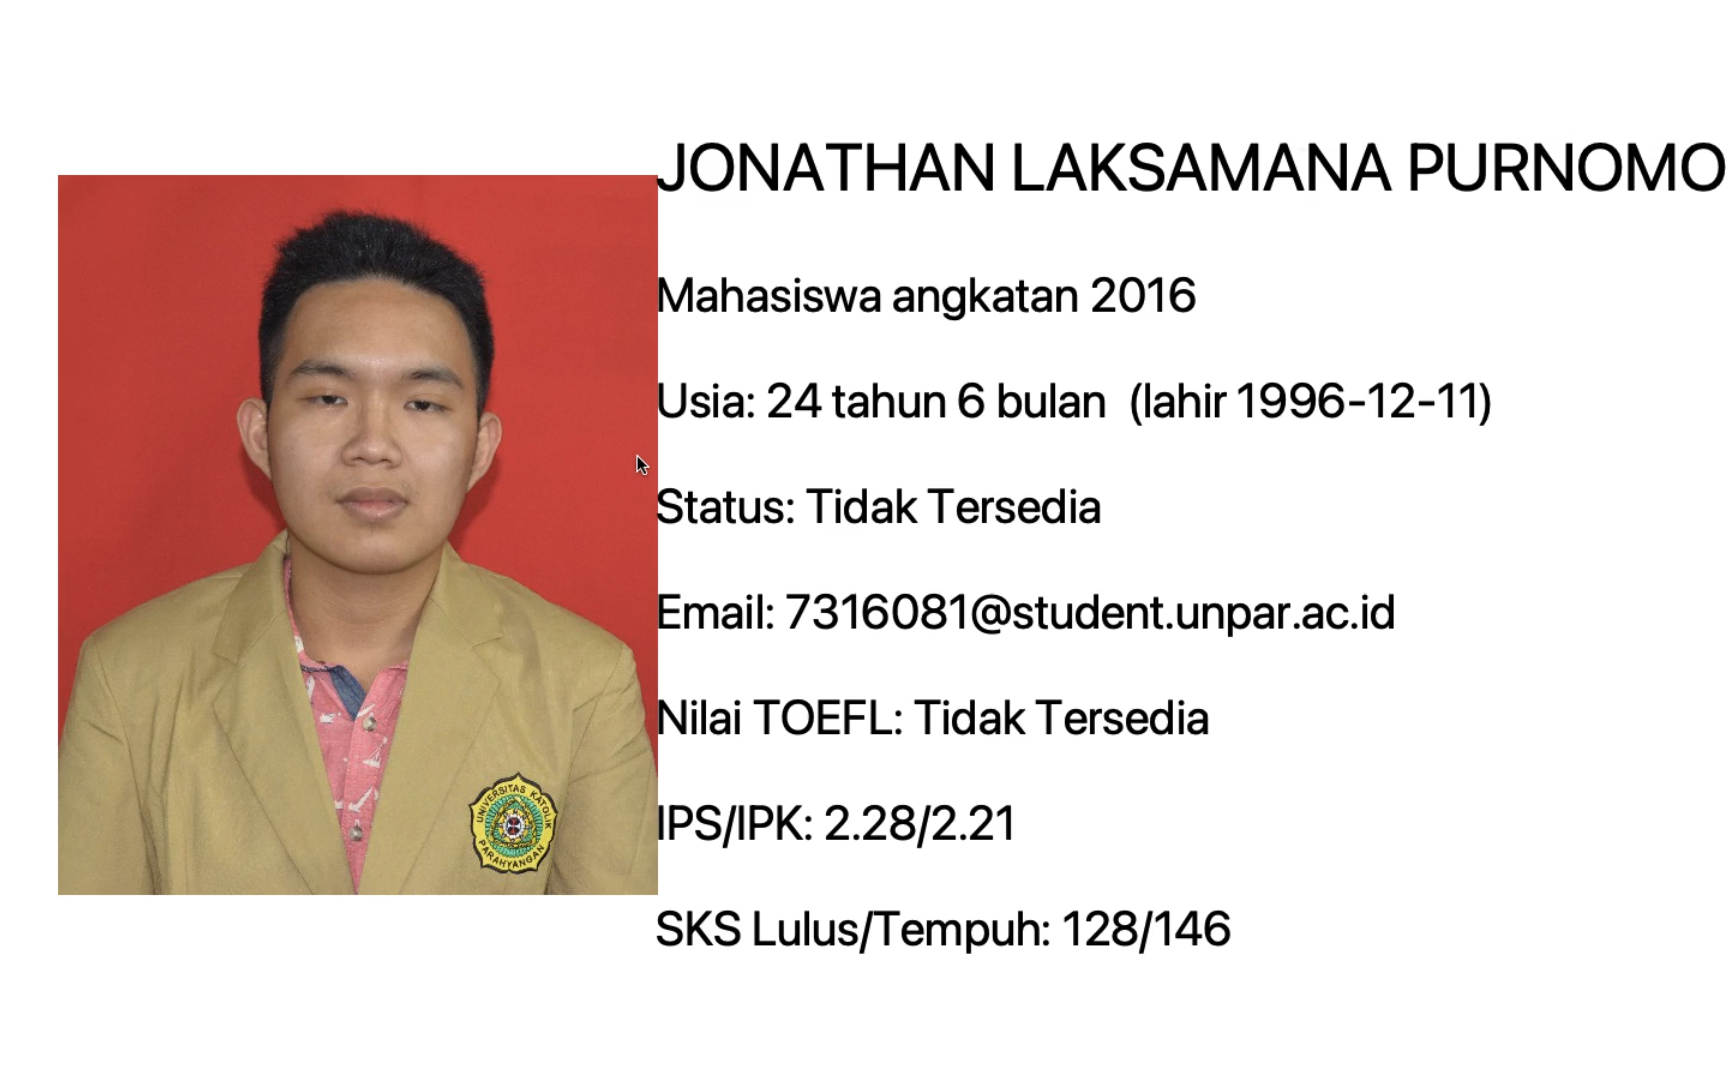 JONATHAN LAKSAMANA PURNOMO
Mahasiswa angkatan 2016
Usia: 24 tahun 6 bulan (lahir 1996-12-11)
Status: Tidak Tersedia
Email: 7316081@student.unpar.ac.id
Nilai TOEFL: Tidak Tersedia
IPS/IPK: 2.28/2.21
SKS Lulus/Tempuh: 128/146
UNIVERSITAS KATOLIK
PARAHYANGAN